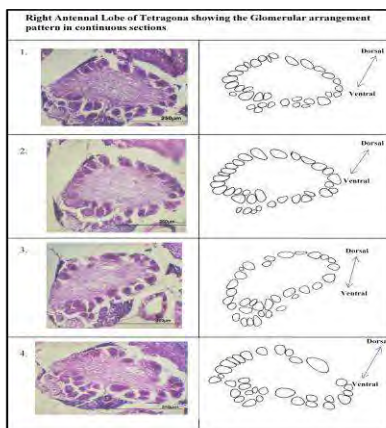 Right Antennal Lobe of Tetragona showing the Glomerular arrangement
pattern in continuous sections
1.
250µm
Dorsal
Ventral
2.
Dorsal
Ventral
3.
Dorsal
Ventral
4.
Dorsal
Ventral